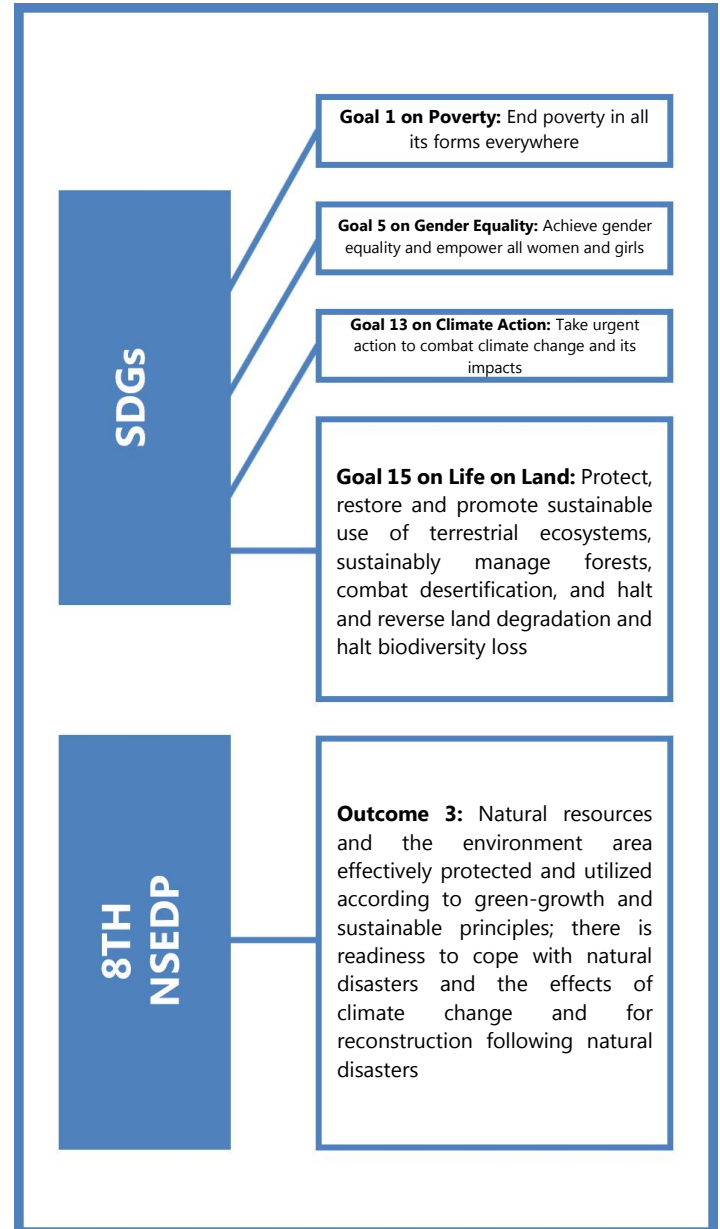 SDGs
Goal 1 on Poverty: End poverty in all
its forms everywhere
Goal 5 on Gender Equality: Achieve gender
equality and empower all women and girls
Goal 13 on Climate Action: Take urgent
action to combat climate change and its
impacts
Goal 15 on Life on Land: Protect,
restore and promote sustainable
use of terrestrial ecosystems,
sustainably manage forests,
combat desertification, and halt
and reverse land degradation and
halt biodiversity loss
8TH
NSEDP
Outcome 3: Natural resources
and the environment area
effectively protected and utilized
according to green-growth and
sustainable principles; there is
readiness to cope with natural
disasters and the effects of
climate change and for
reconstruction following natural
disasters